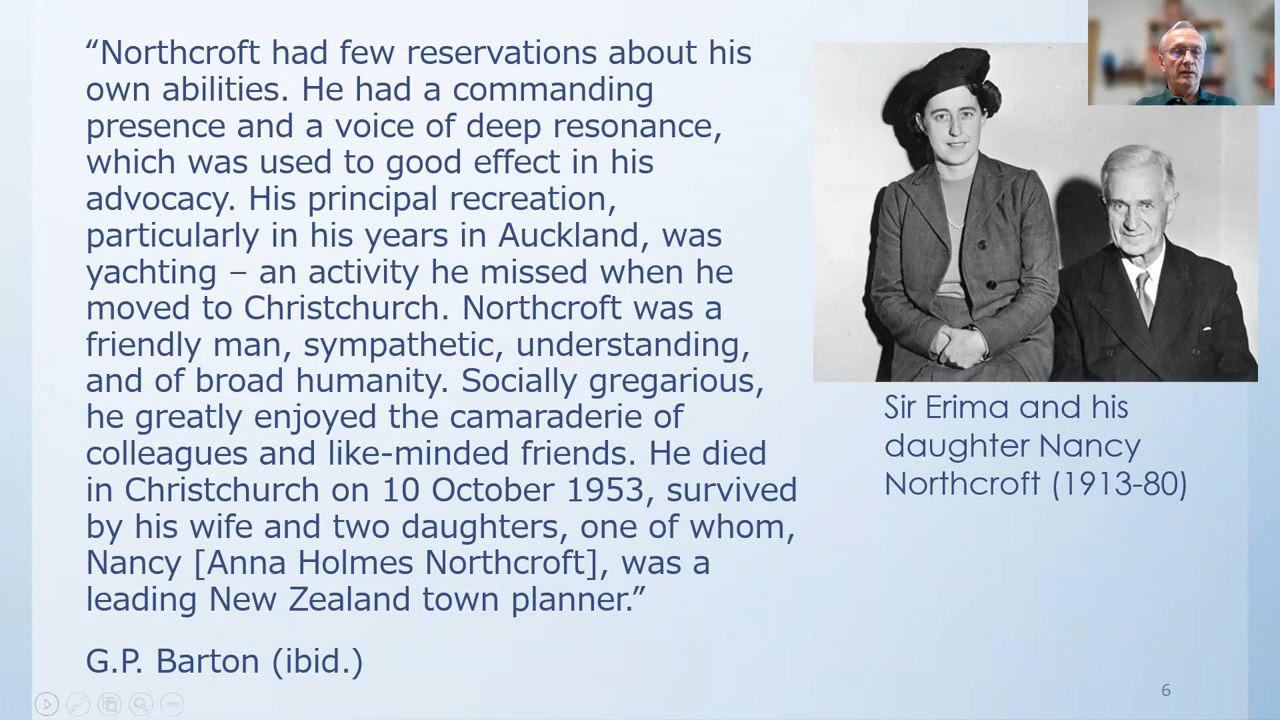 “Northcroft had few reservations about his
own abilities. He had a commanding
presence and a voice of deep resonance,
which was used to good effect in his
advocacy. His principal recreation,
particularly in his years in Auckland, was
yachting – an activity he missed when he
moved to Christchurch. Northcroft was a
friendly man, sympathetic, understanding,
and of broad humanity. Socially gregarious,
he greatly enjoyed the camaraderie of
colleagues and like-minded friends. He died
in Christchurch on 10 October 1953, survived
by his wife and two daughters, one of whom,
Nancy [Anna Holmes Northcroft], was a
leading New Zealand town planner.”
G.P. Barton (ibid.)
Sir Erima and his
daughter Nancy
Northcroft (1913-80)
6